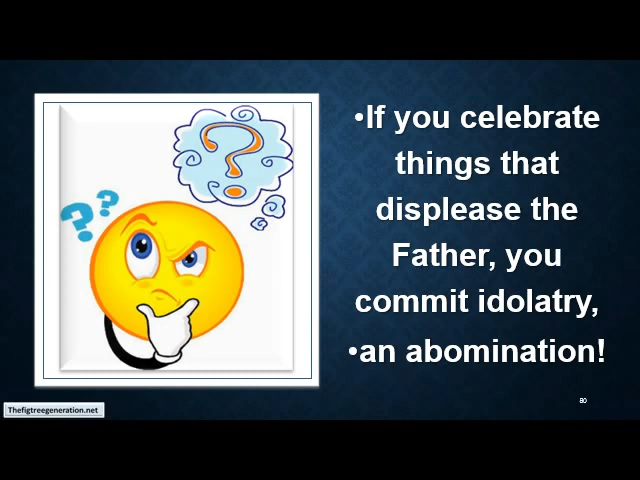 •If you celebrate
things that
displease the
Father, you
commit idolatry,
•an abomination!
80
Thefigtreegeneration.net
? ? ?